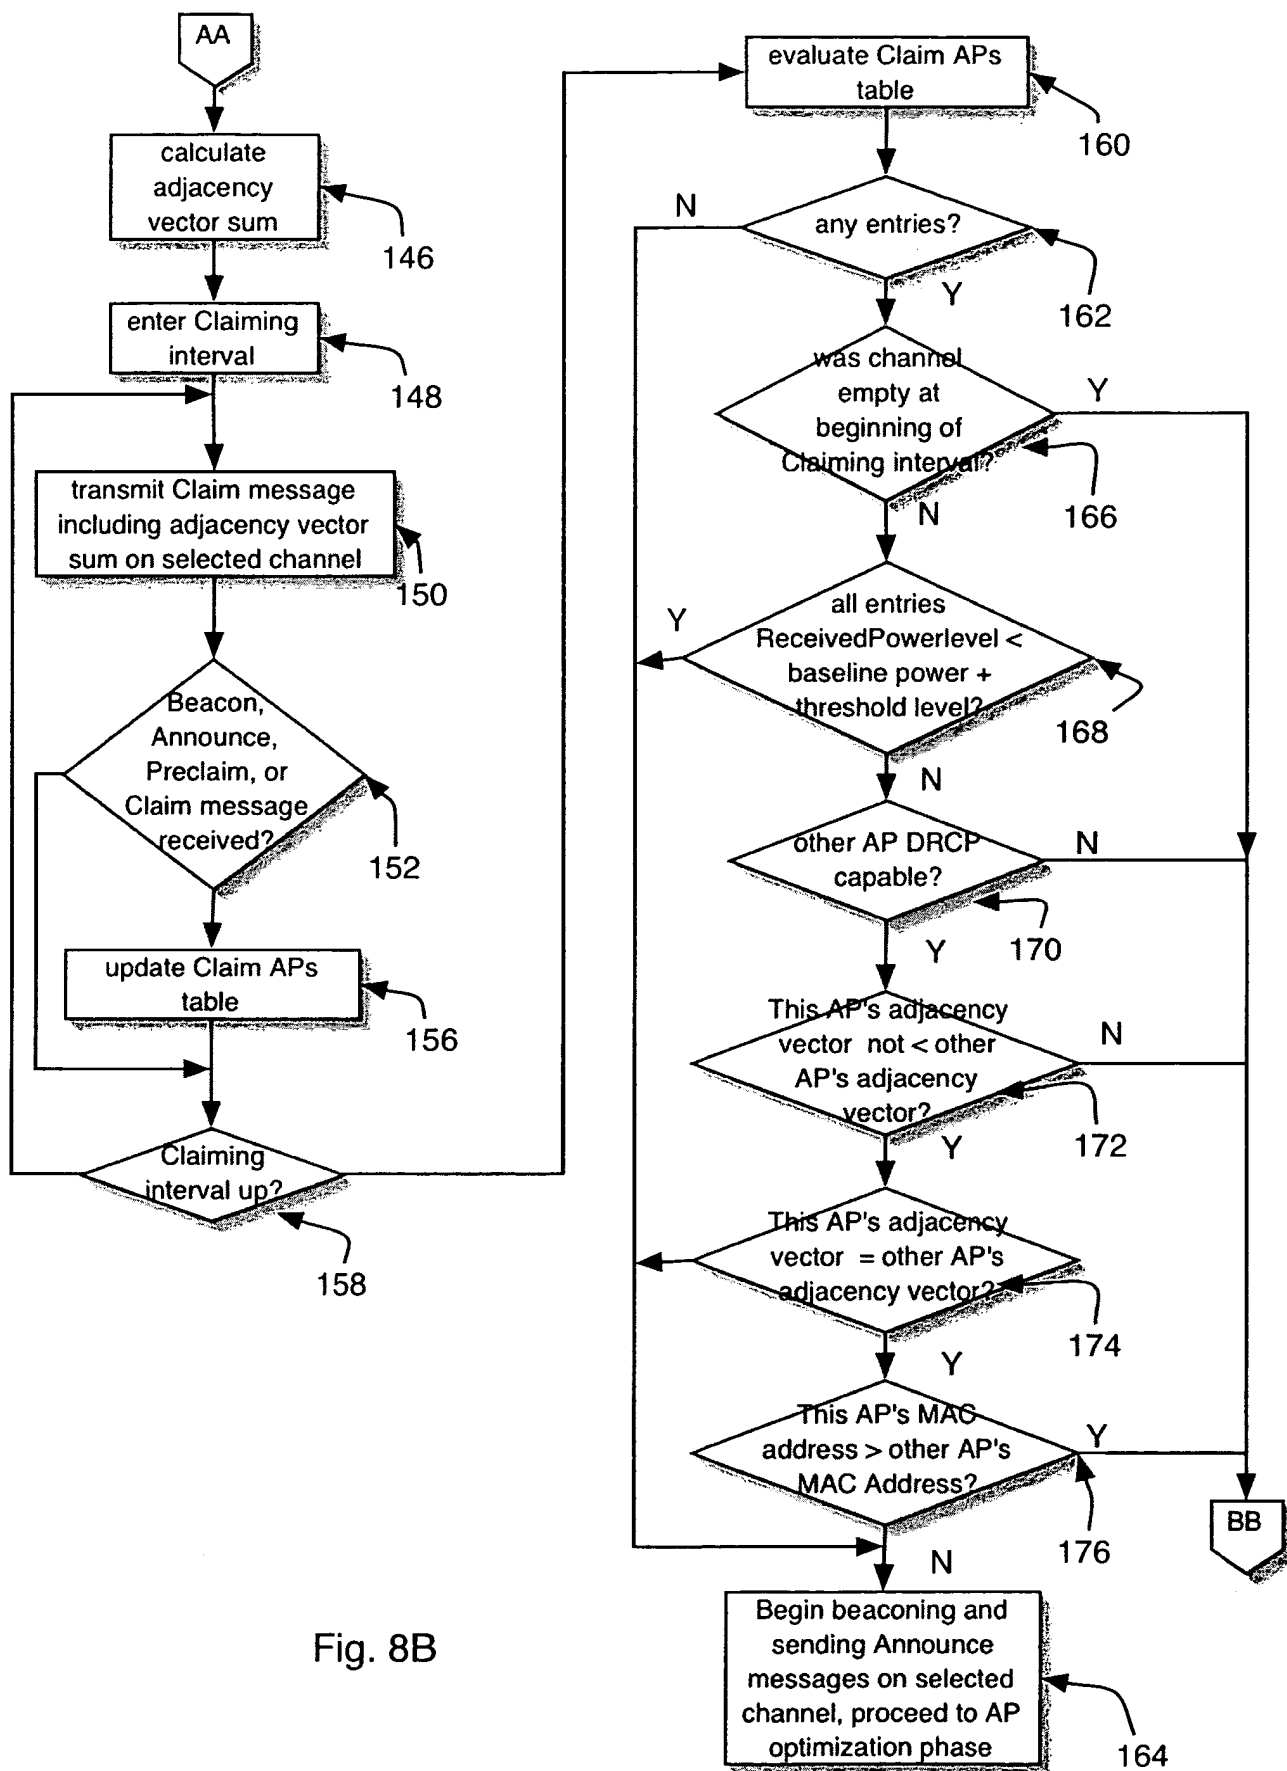 AA
calculate
adjacency
vector sum
146
enter Claiming
interval
148
transmit Claim message
including adjacency vector
sum on selected channel
150
Beacon,
Announce,
Preclaim, or
Claim message
received?
152
update Claim APs
table
156
Claiming
interval up?
158
evaluate Claim APs
table
160
any entries?
N
Y
162
was channel
empty at
beginning of
Claiming interval?
Y
N
166
all entries
ReceivedPowerlevel <
baseline power +
threshold level?
Y
N
168
other AP DRCP
capable?
N
Y
170
This AP's adjacency
vector not < other
AP's adjacency
vector?
N
Y
172
This AP's adjacency
vector = other AP's
adjacency vector?
Y
174
This AP's MAC
address > other AP's
MAC Address?
Y
N
176
BB
Begin beaconing and
sending Announce
messages on selected
channel, proceed to AP
optimization phase
164
Fig. 8B